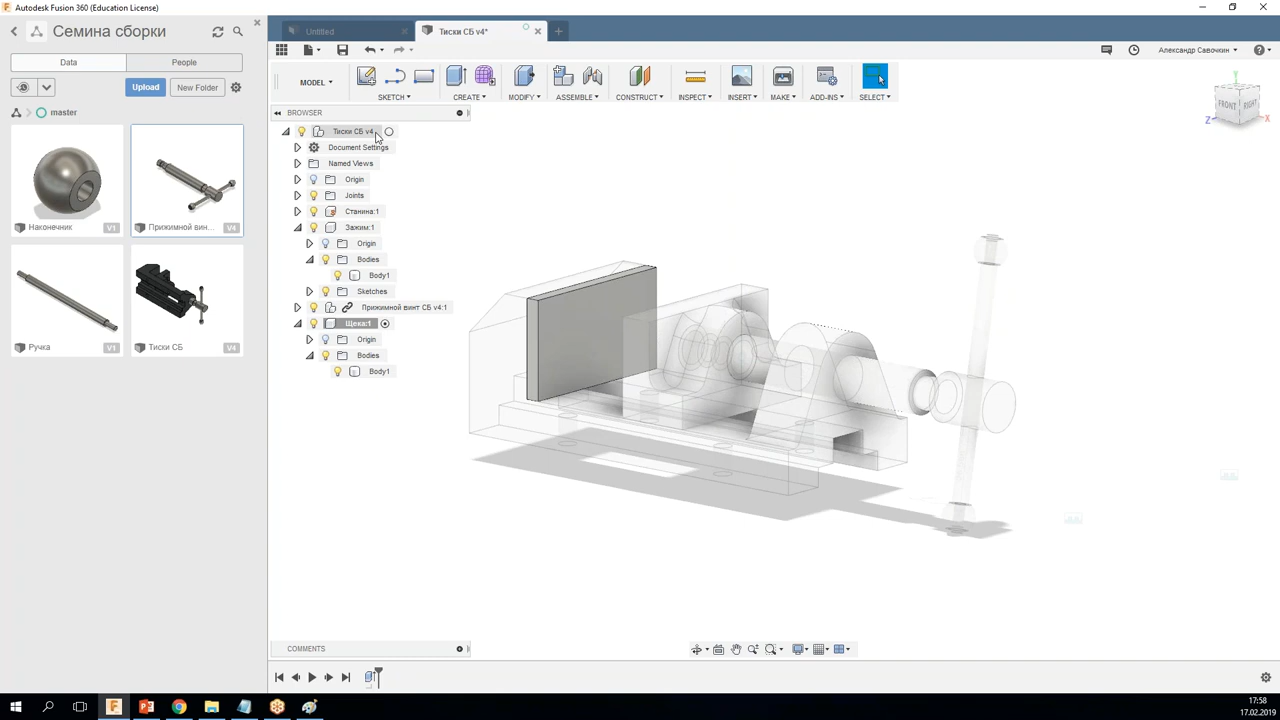 Autodesk Fusion 360 (Education License)
Семина сборки
Data
People
Upload
New Folder
master
Наконечник
V1
Прижимной вин...
V4
Ручка
V1
Тиски СБ
V4
Untitled
Тиски СБ v4*
Александр Савочкин
MODEL
SKETCH
CREATE
MODIFY
ASSEMBLE
CONSTRUCT
INSPECT
INSERT
MAKE
ADD-INS
SELECT
BROWSER
Тиски СБ v4
Document Settings
Named Views
Origin
Joints
Станина:1
Зажим:1
Origin
Bodies
Body1
Sketches
Прижимной винт СБ v4:1
Щека:1
Origin
Bodies
Body1
FRONT
RIGHT
Z
X
Y
COMMENTS
17:58
17.02.2019